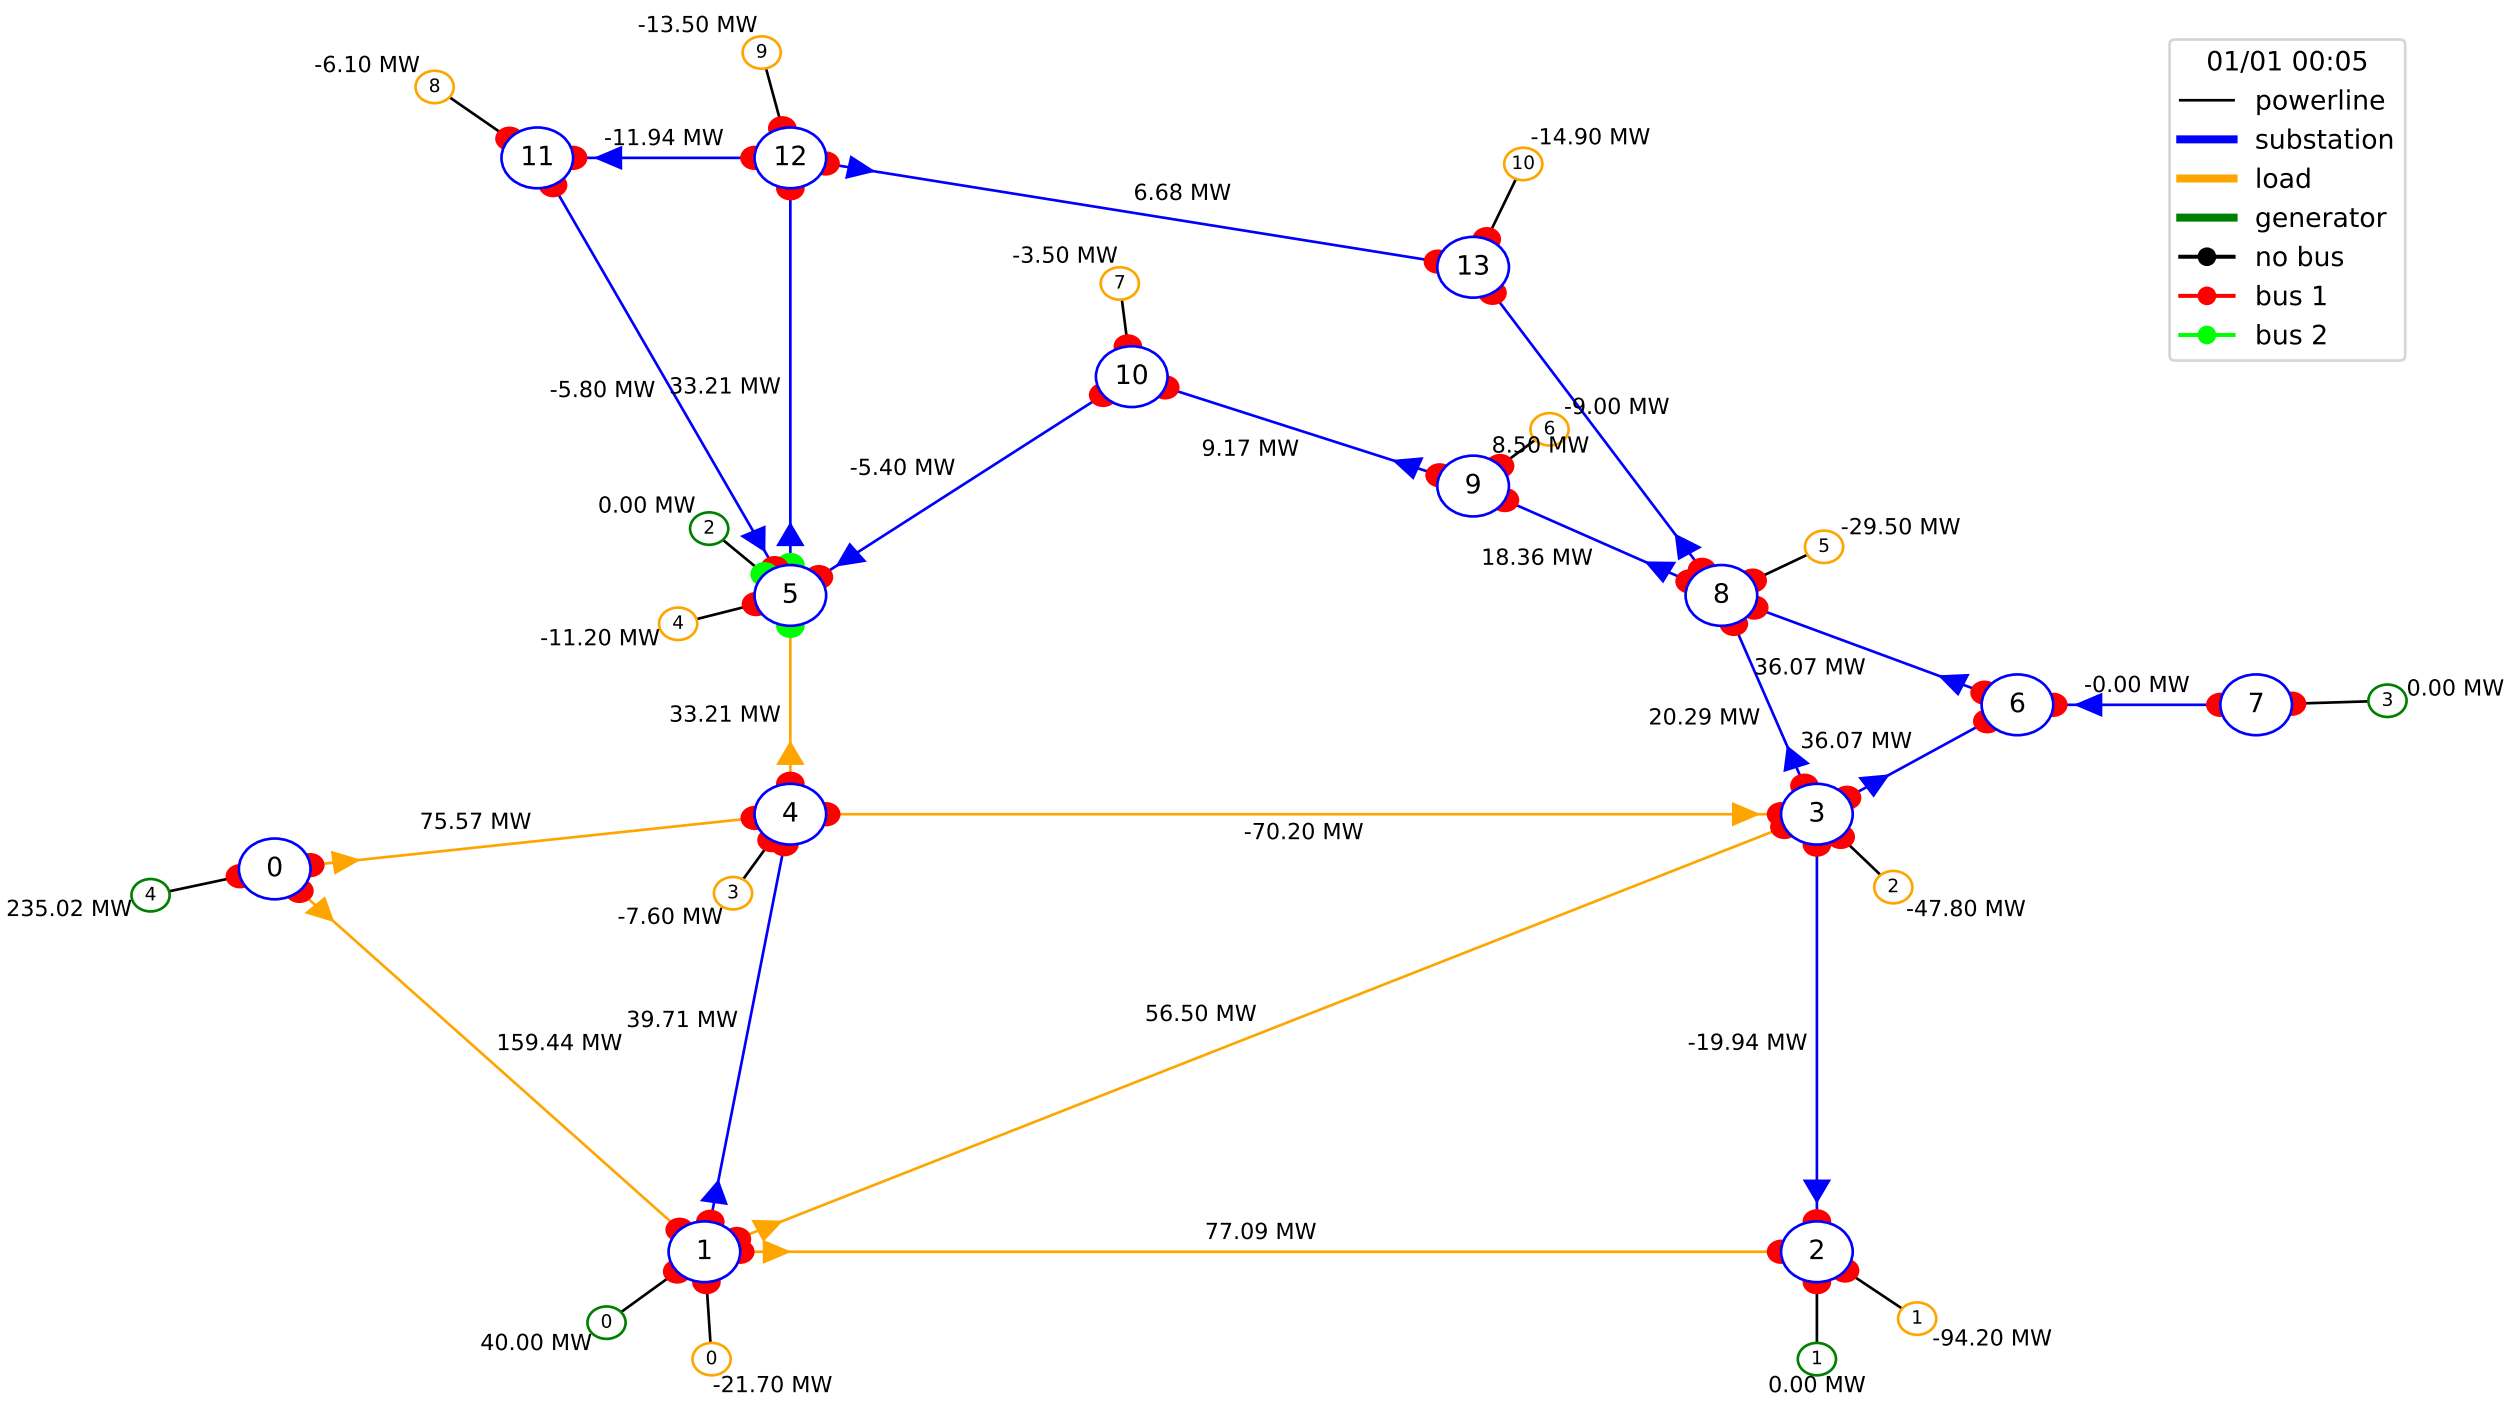 -13.50 MW
9
-6.10 MW
8
11
-11.94 MW
12
-14.90 MW
10
6.68 MW
13
-3.50 MW
7
10
-5.80 MW
33.21 MW
-9.00 MW
6
8.50 MW
9.17 MW
-5.40 MW
9
0.00 MW
2
-29.50 MW
5
18.36 MW
5
8
4
-11.20 MW
36.07 MW
-0.00 MW
0.00 MW
3
6
7
33.21 MW
20.29 MW
36.07 MW
75.57 MW
4
-70.20 MW
3
0
4
235.02 MW
3
-7.60 MW
2
-47.80 MW
39.71 MW
56.50 MW
159.44 MW
-19.94 MW
77.09 MW
1
2
0
40.00 MW
0
-21.70 MW
1
0.00 MW
1
-94.20 MW
01/01 00:05
powerline
substation
load
generator
no bus
bus 1
bus 2